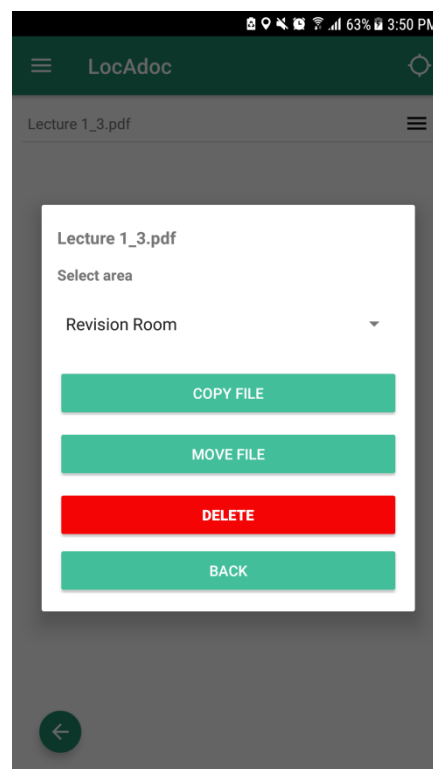 63% 3:50 PM
LocAdoc
Lecture 1_3.pdf
Lecture 1_3.pdf
Select area
Revision Room
COPY FILE
MOVE FILE
DELETE
BACK